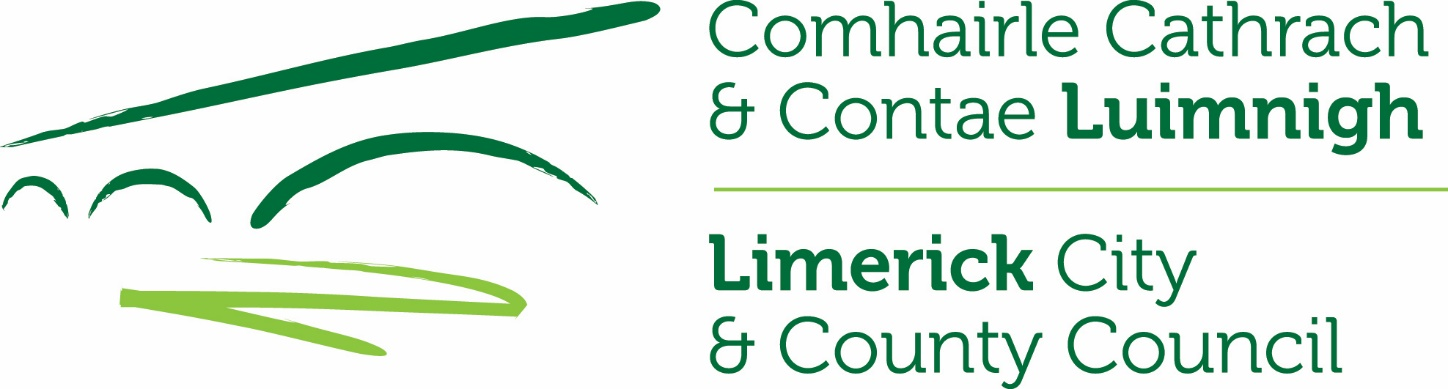 Comhairle Cathrach
& Contae Luimnigh
Limerick City
& County Council